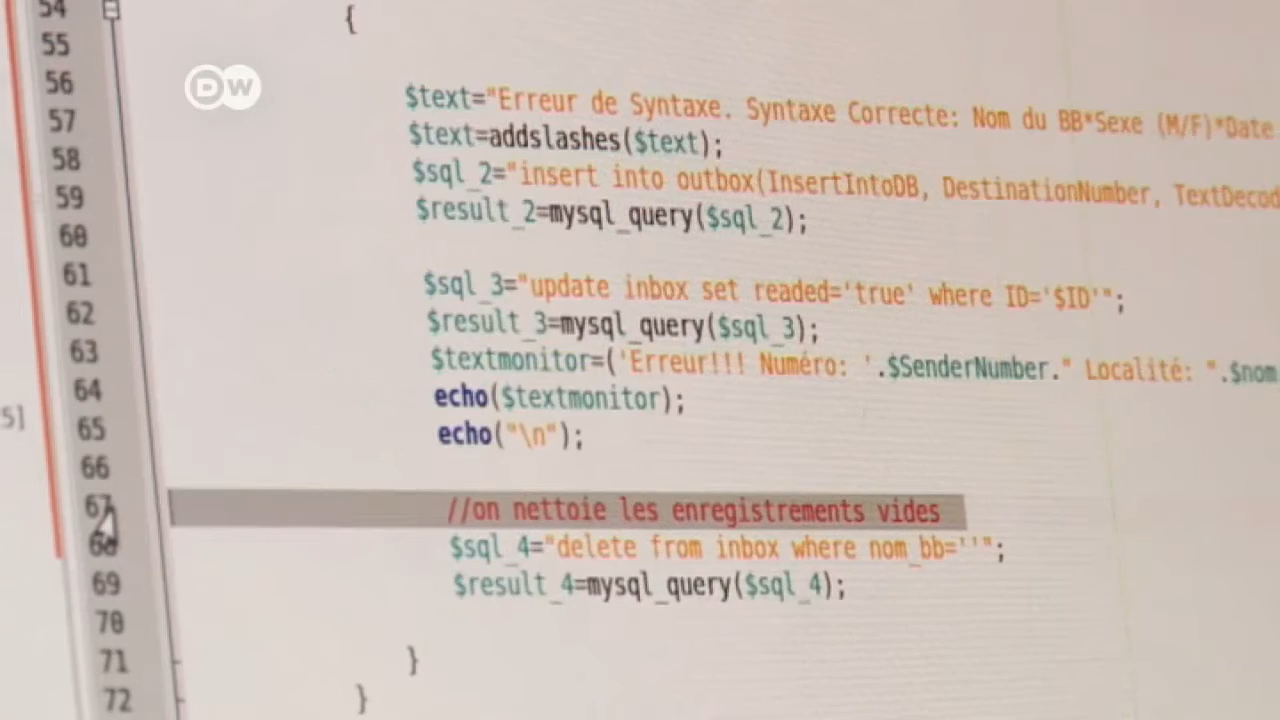 54 {
DW
55
56 $text="Erreur de Syntaxe. Syntaxe Correcte: Nom du BB*Sexe (M/F)*Date
57 $text=addslashes($text);
58 $sql_2="insert into outbox(InsertIntoDB, DestinationNumber, TextDecod
59 $result_2=mysql_query($sql_2);
60
61 $sql_3="update inbox set readed='true' where ID='$ID'";
62 $result_3=mysql_query($sql_3);
63 $textmonitor=('Erreur!!! Numéro: '.$SenderNumber." Localité: ".$nom
64 echo($textmonitor);
5]
65 echo("\n");
66
67 //on nettoie les enregistrements vides
68 $sql_4="delete from inbox where nom_bb=''";
69 $result_4=mysql_query($sql_4);
70
71 }
72 }